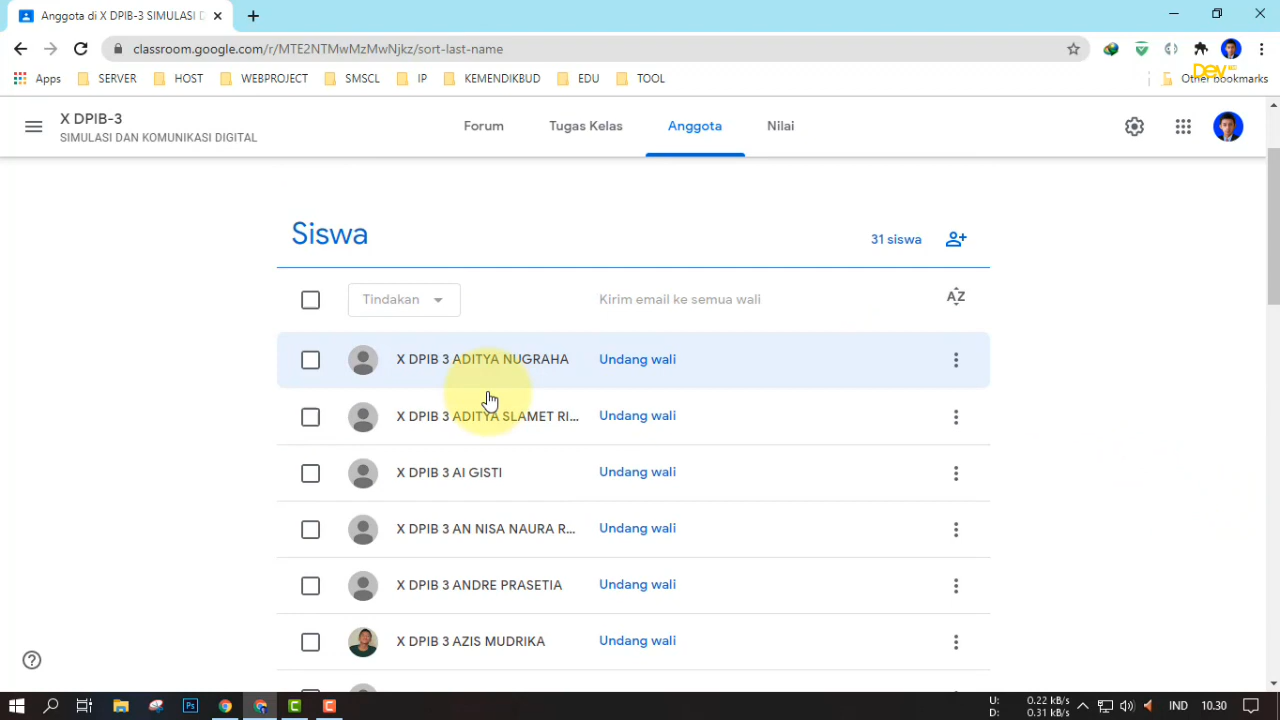 Anggota di X DPIB-3 SIMULASI D
classroom.google.com/r/MTE2NTMwMzMwNjkz/sort-last-name
Apps SERVER HOST WEBPROJECT SMSCL IP KEMENDIKBUD EDU TOOL Other bookmarks
Dev
X DPIB-3
SIMULASI DAN KOMUNIKASI DIGITAL
Forum Tugas Kelas Anggota Nilai
Siswa
31 siswa
Tindakan Kirim email ke semua wali AZ
X DPIB 3 ADITYA NUGRAHA Undang wali
X DPIB 3 ADITYA SLAMET RI... Undang wali
X DPIB 3 AI GISTI Undang wali
X DPIB 3 AN NISA NAURA R... Undang wali
X DPIB 3 ANDRE PRASETIA Undang wali
X DPIB 3 AZIS MUDRIKA Undang wali
U: 0.22 kB/s
D: 0.31 kB/s
IND 10.30